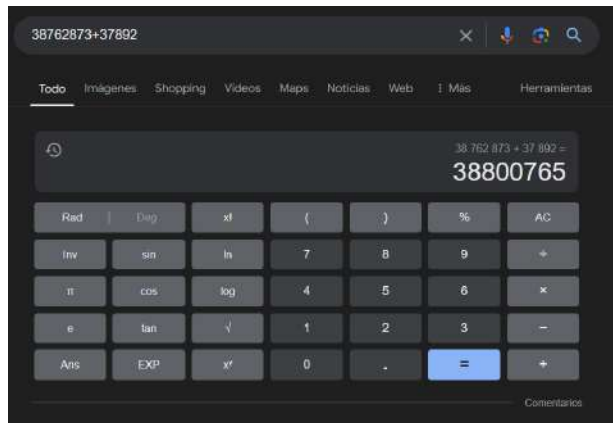 38762873+37892
Todo Imágenes Shopping Videos Maps Noticias Web ⋮ Más Herramientas
38 762 873 + 37 892 =
38800765
Rad | Deg x! ( ) % AC
Inv sin ln 7 8 9 ÷
π cos log 4 5 6 ×
e tan √ 1 2 3 −
Ans EXP xʸ 0 . = +
Comentarios